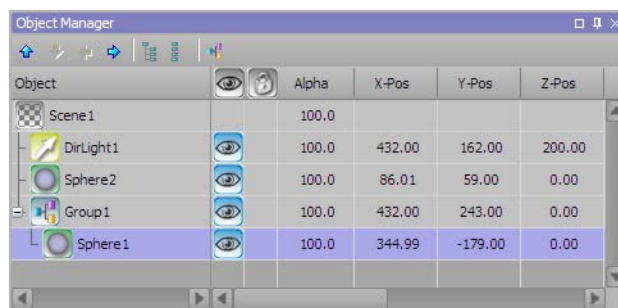 Object Manager
Object Alpha X-Pos Y-Pos Z-Pos
Scene1 100.0
DirLight1 100.0 432.00 162.00 200.00
Sphere2 100.0 86.01 59.00 0.00
Group1 100.0 432.00 243.00 0.00
Sphere1 100.0 344.99 -179.00 0.00